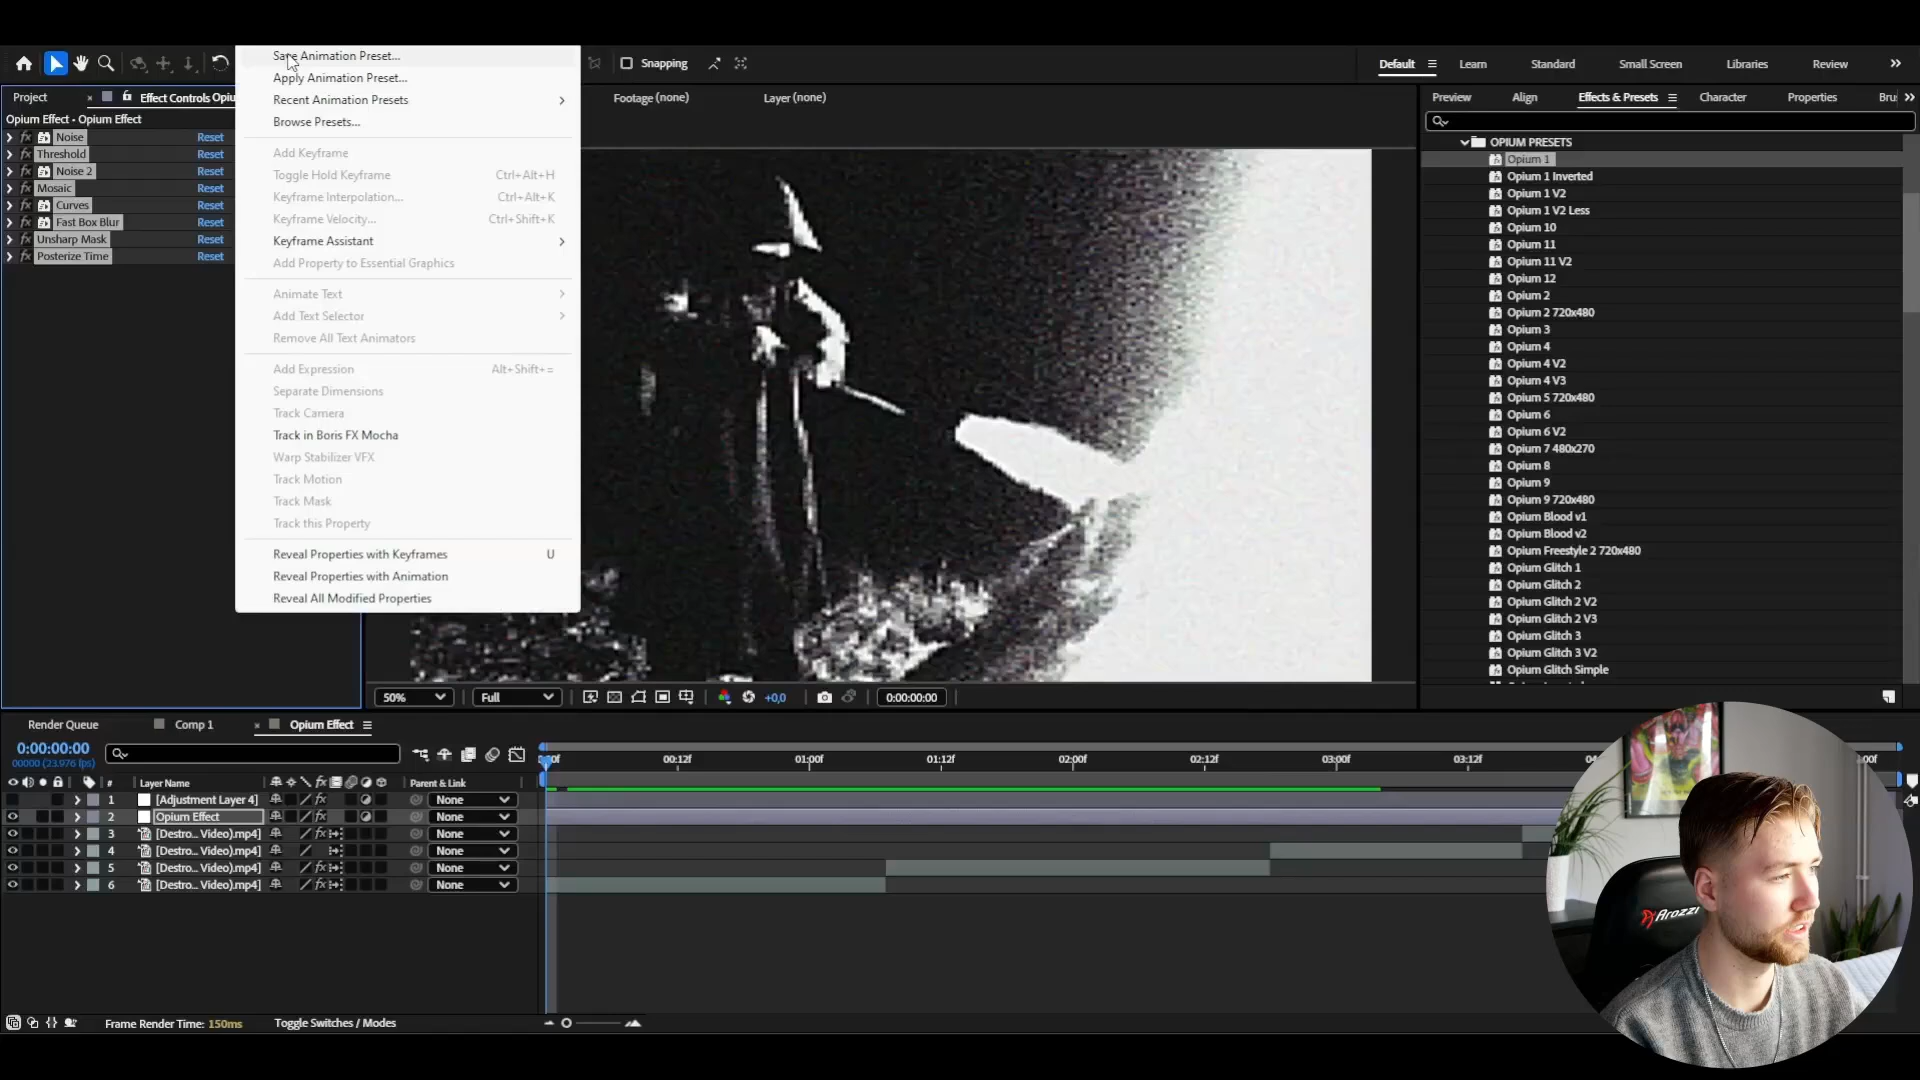 Snapping
Default
Learn
Standard
Small Screen
Libraries
Review
Project
Effect Controls Opiu
Footage (none)
Layer (none)
Preview
Align
Effects & Presets
Character
Properties
Bru
Opium Effect • Opium Effect
Noise Reset
Threshold Reset
Noise 2 Reset
Mosaic Reset
Curves Reset
Fast Box Blur Reset
Unsharp Mask Reset
Posterize Time Reset
Save Animation Preset...
Apply Animation Preset...
Recent Animation Presets
Browse Presets...
Add Keyframe
Toggle Hold Keyframe Ctrl+Alt+H
Keyframe Interpolation... Ctrl+Alt+K
Keyframe Velocity... Ctrl+Shift+K
Keyframe Assistant
Add Property to Essential Graphics
Animate Text
Add Text Selector
Remove All Text Animators
Add Expression Alt+Shift+=
Separate Dimensions
Track Camera
Track in Boris FX Mocha
Warp Stabilizer VFX
Track Motion
Track Mask
Track this Property
Reveal Properties with Keyframes U
Reveal Properties with Animation
Reveal All Modified Properties
OPIUM PRESETS
Opium 1
Opium 1 Inverted
Opium 1 V2
Opium 1 V2 Less
Opium 10
Opium 11
Opium 11 V2
Opium 12
Opium 2
Opium 2 720x480
Opium 3
Opium 4
Opium 4 V2
Opium 4 V3
Opium 5 720x480
Opium 6
Opium 6 V2
Opium 7 480x270
Opium 8
Opium 9
Opium 9 720x480
Opium Blood v1
Opium Blood v2
Opium Freestyle 2 720x480
Opium Glitch 1
Opium Glitch 2
Opium Glitch 2 V2
Opium Glitch 2 V3
Opium Glitch 3
Opium Glitch 3 V2
Opium Glitch Simple
50%
Full
+0,0
0:00:00:00
Render Queue
Comp 1
Opium Effect
0:00:00:00
00000 (23.976 fps)
00:12f
01:00f
01:12f
02:00f
02:12f
03:00f
03:12f
# Layer Name
Parent & Link
1 [Adjustment Layer 4] None
2 Opium Effect None
3 [Destro... Video).mp4] None
4 [Destro... Video).mp4] None
5 [Destro... Video).mp4] None
6 [Destro... Video).mp4] None
Arozzi
Frame Render Time: 150ms
Toggle Switches / Modes